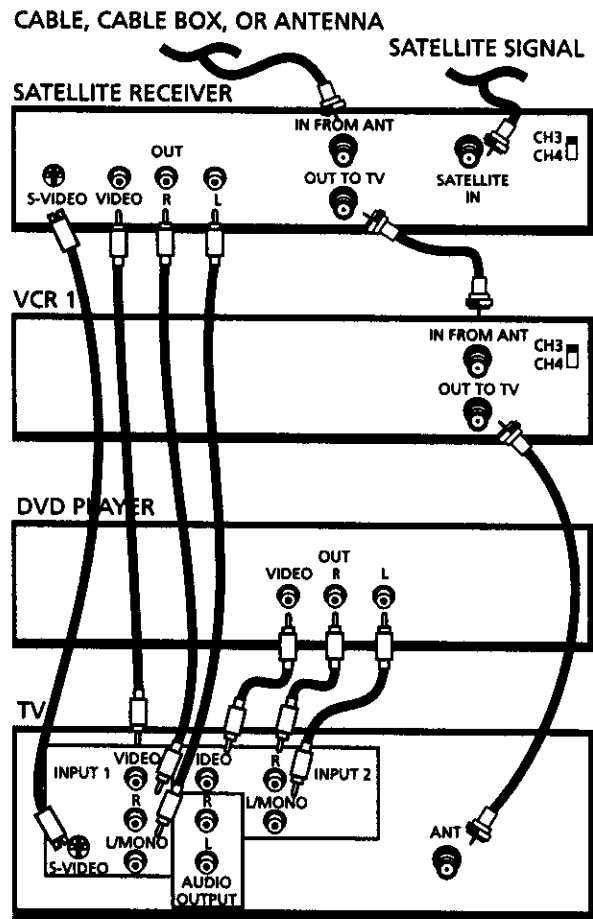 CABLE, CABLE BOX, OR ANTENNA
SATELLITE SIGNAL
SATELLITE RECEIVER
IN FROM ANT
CH3
CH4
OUT
S-VIDEO VIDEO R L
OUT TO TV
SATELLITE
IN
VCR 1
IN FROM ANT
CH3
CH4
OUT TO TV
DVD PLAYER
OUT
VIDEO R L
TV
INPUT 1
VIDEO
IDEO
R
INPUT 2
R
R
L/MONO
L/MONO
L
S-VIDEO
AUDIO
OUTPUT
ANT